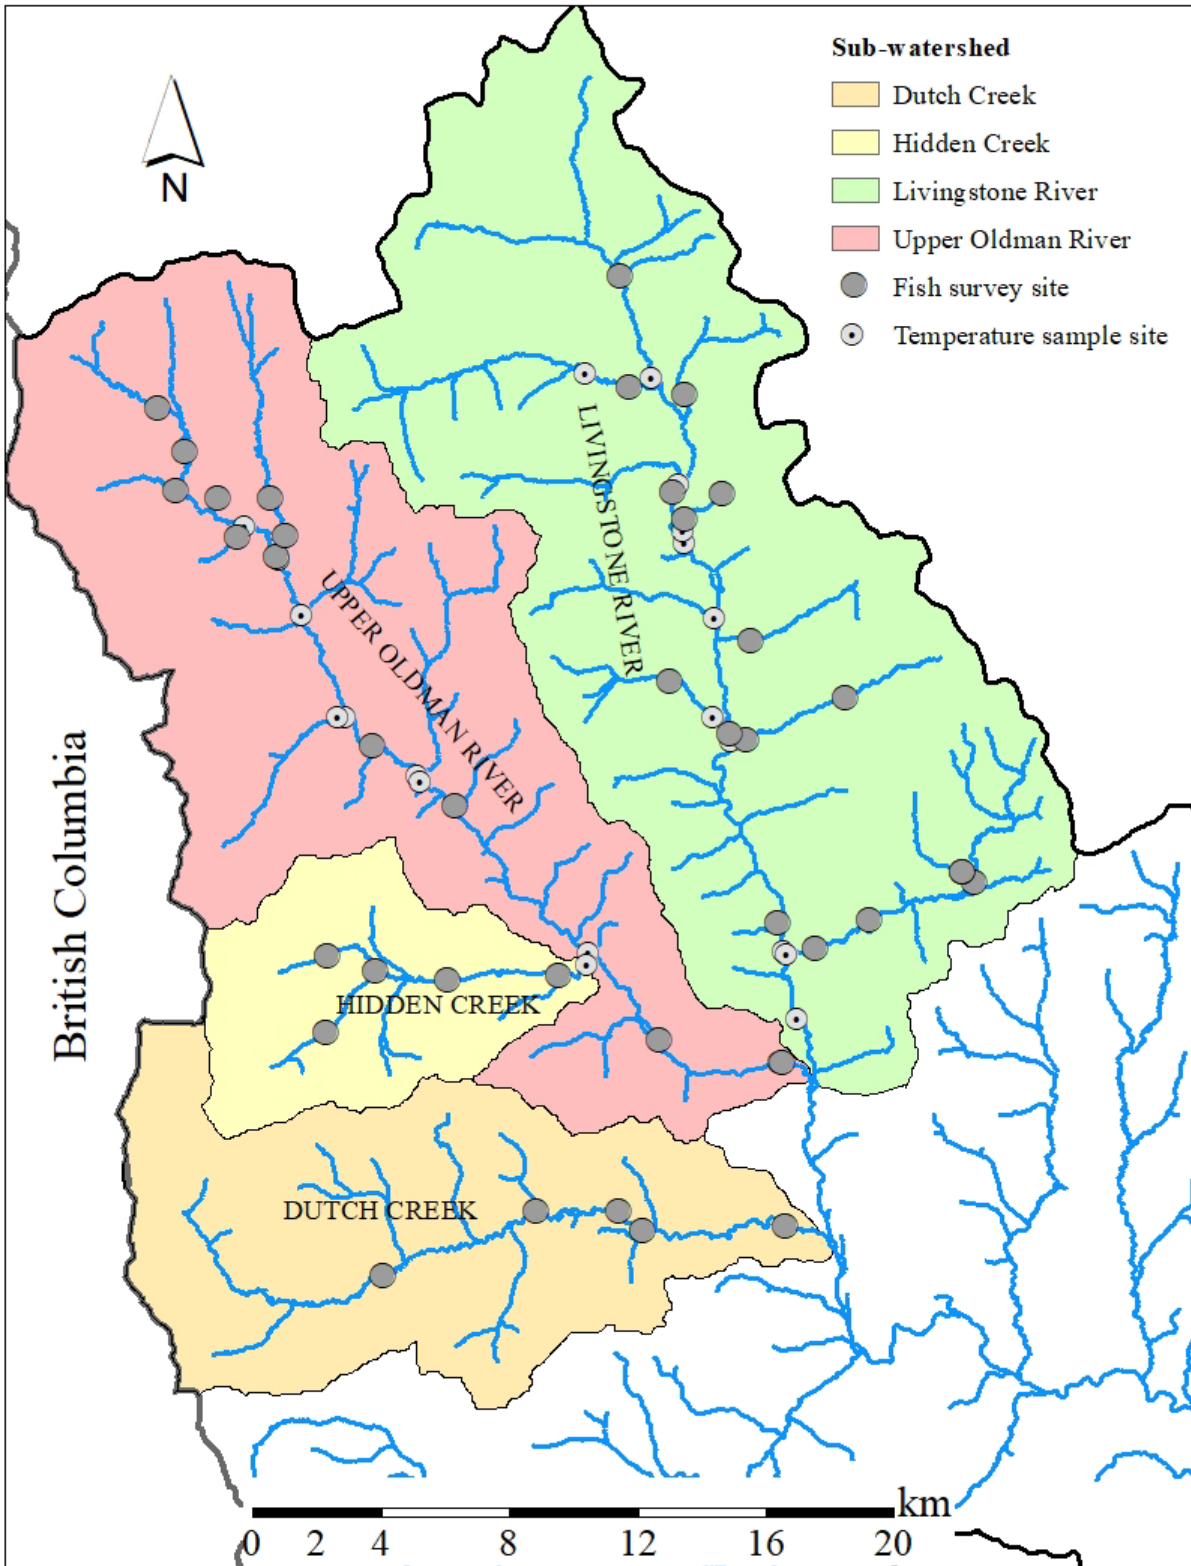 Sub-watershed
Dutch Creek
Hidden Creek
Livingstone River
Upper Oldman River
Fish survey site
Temperature sample site
N
LIVINGSTONE RIVER
UPPER OLDMAN RIVER
British Columbia
HIDDEN CREEK
DUTCH CREEK
km
0 2 4 8 12 16 20